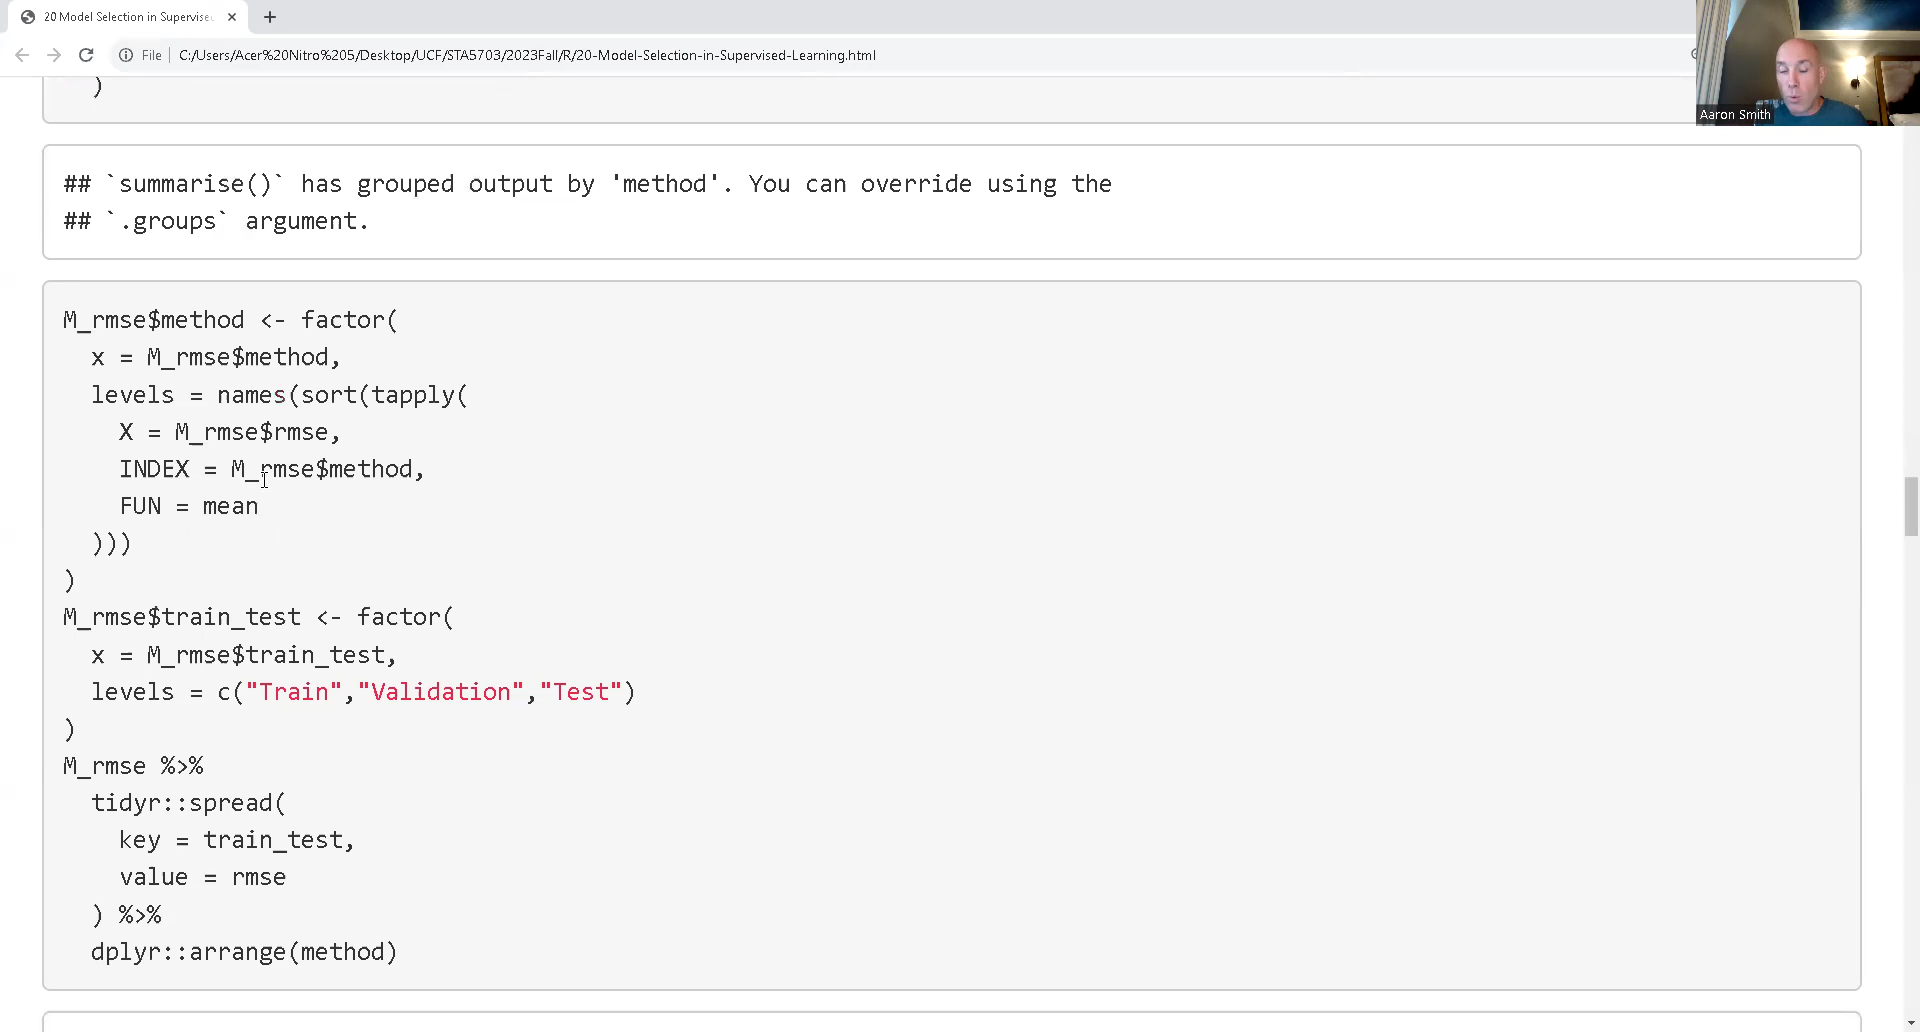 20 Model Selection in Supervised
File
C:/Users/Acer%20Nitro%205/Desktop/UCF/STA5703/2023Fall/R/20-Model-Selection-in-Supervised-Learning.html
Aaron Smith
)
## `summarise()` has grouped output by 'method'. You can override using the
## `.groups` argument.
M_rmse$method <- factor(
  x = M_rmse$method,
  levels = names(sort(tapply(
    X = M_rmse$rmse,
    INDEX = M_rmse$method,
    FUN = mean
  )))
)
M_rmse$train_test <- factor(
  x = M_rmse$train_test,
  levels = c("Train","Validation","Test")
)
M_rmse %>%
  tidyr::spread(
    key = train_test,
    value = rmse
  ) %>%
  dplyr::arrange(method)